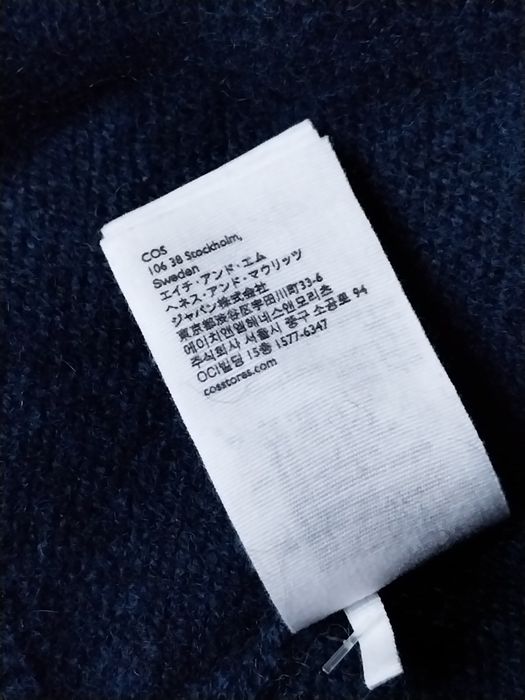 COS
106 38 Stockholm,
Sweden
エイチ・アンド・エム
ヘネス・アンド・マウリッツ
ジャパン株式会社
東京都渋谷区宇田川町33-6
에이치앤엠헤네스앤모리츠
주식회사 서울시 중구 소공로 94
OCI빌딩 15층 1577-6347
cosstores.com